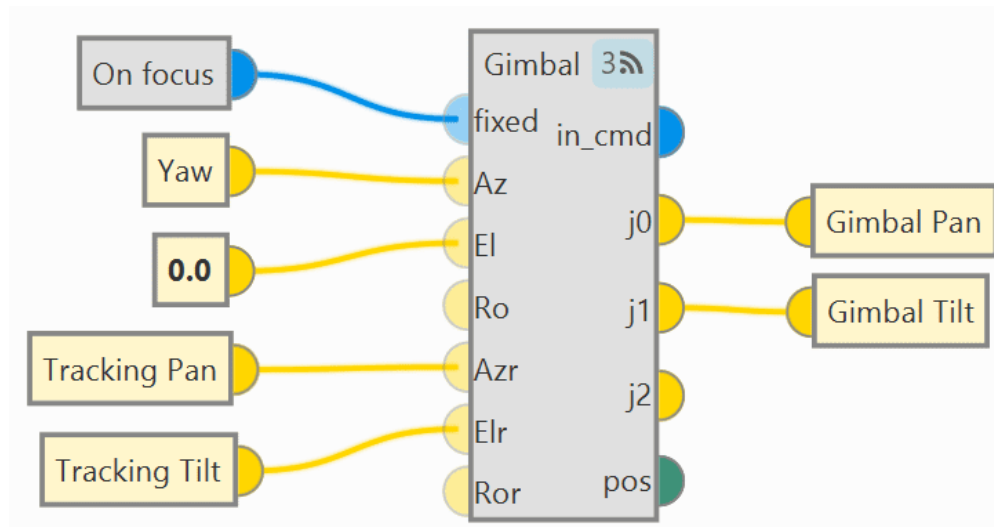 On focus
Yaw
0.0
Tracking Pan
Tracking Tilt
Gimbal 3
fixed
Az
El
Ro
Azr
Elr
Ror
in_cmd
j0
j1
j2
pos
Gimbal Pan
Gimbal Tilt